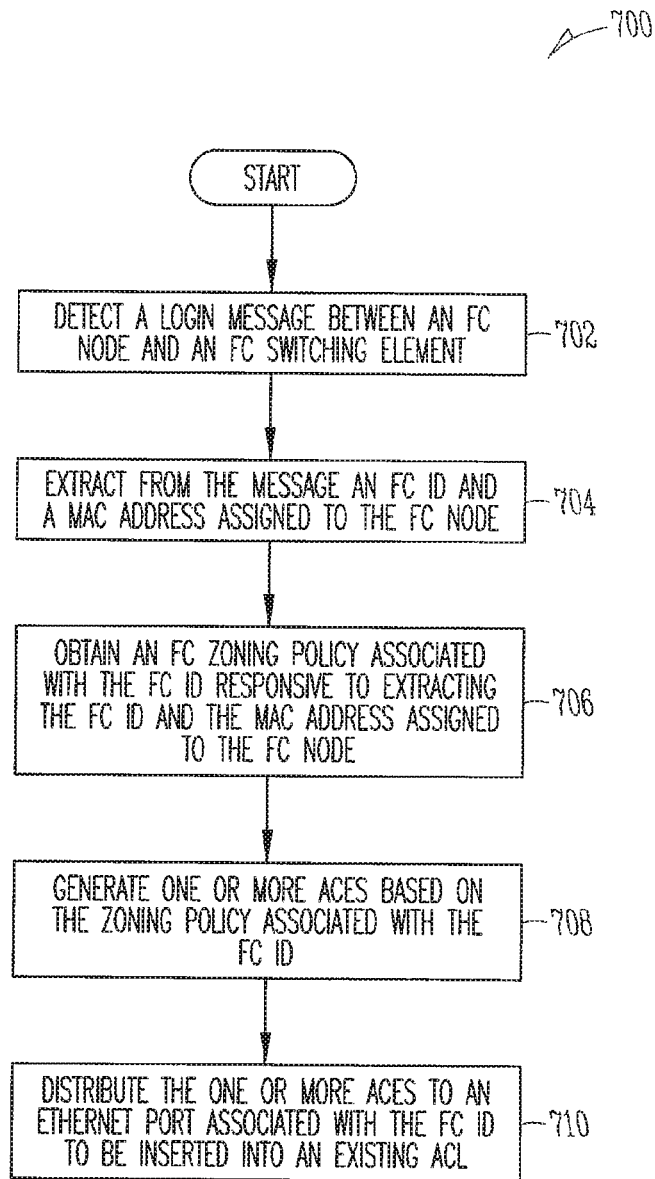 700
START
DETECT A LOGIN MESSAGE BETWEEN AN FC
NODE AND AN FC SWITCHING ELEMENT
702
EXTRACT FROM THE MESSAGE AN FC ID AND
A MAC ADDRESS ASSIGNED TO THE FC NODE
704
OBTAIN AN FC ZONING POLICY ASSOCIATED
WITH THE FC ID RESPONSIVE TO EXTRACTING
THE FC ID AND THE MAC ADDRESS ASSIGNED
TO THE FC NODE
706
GENERATE ONE OR MORE ACES BASED ON
THE ZONING POLICY ASSOCIATED WITH THE
FC ID
708
DISTRIBUTE THE ONE OR MORE ACES TO AN
ETHERNET PORT ASSOCIATED WITH THE FC ID
TO BE INSERTED INTO AN EXISTING ACL
710